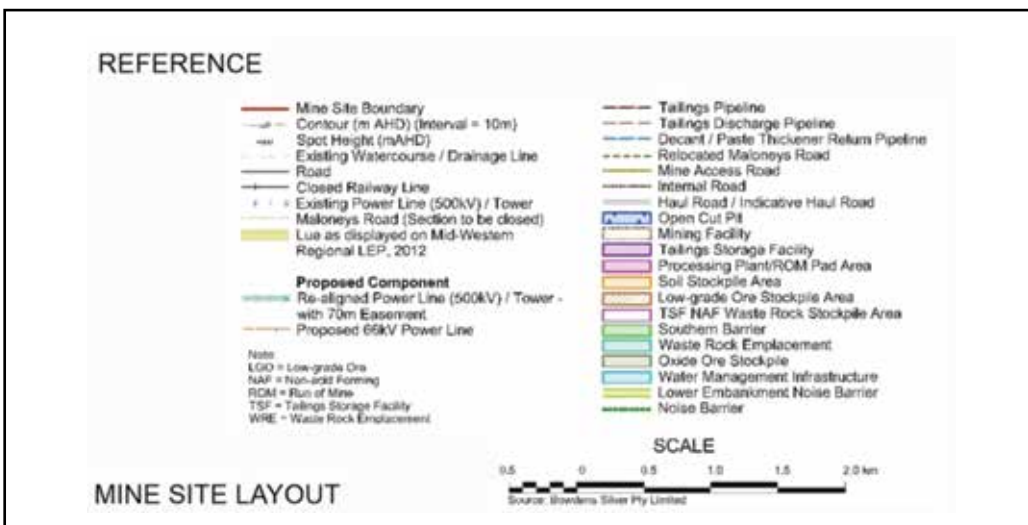 REFERENCE
Mine Site Boundary
Contour (m AHD) (Interval = 10m)
Spot Height (mAHD)
Existing Watercourse / Drainage Line
Road
Closed Railway Line
Existing Power Line (500kV) / Tower
Maloneys Road (Section to be closed)
Lue as displayed on Mid-Western
Regional LEP, 2012
Proposed Component
Re-aligned Power Line (500kV) / Tower -
with 70m Easement
Proposed 66kV Power Line
Note:
LGO = Low-grade Ore
NAF = Non-acid Forming
ROM = Run of Mine
TSF = Tailings Storage Facility
WRE = Waste Rock Emplacement
Tailings Pipeline
Tailings Discharge Pipeline
Decant / Paste Thickener Return Pipeline
Relocated Maloneys Road
Mine Access Road
Internal Road
Haul Road / Indicative Haul Road
Open Cut Pit
Mining Facility
Tailings Storage Facility
Processing Plant/ROM Pad Area
Soil Stockpile Area
Low-grade Ore Stockpile Area
TSF NAF Waste Rock Stockpile Area
Southern Barrier
Waste Rock Emplacement
Oxide Ore Stockpile
Water Management Infrastructure
Lower Embankment Noise Barrier
Noise Barrier
SCALE
0.5 0 0.5 1.0 1.5 2.0 km
Source: Bowdens Silver Pty Limited
MINE SITE LAYOUT